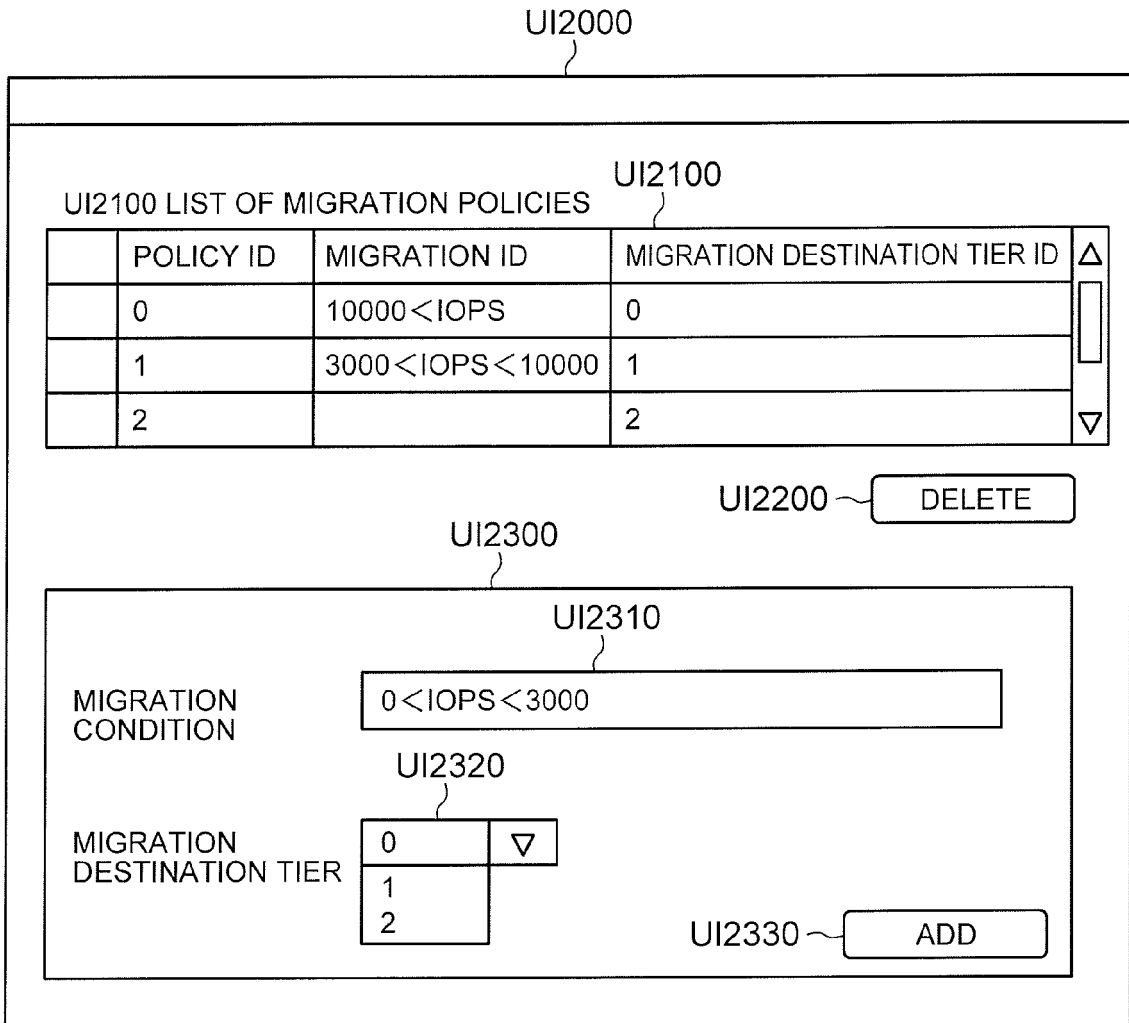 UI2000
UI2100
UI2100 LIST OF MIGRATION POLICIES
POLICY ID MIGRATION ID MIGRATION DESTINATION TIER ID △
0 10000<IOPS 0
1 3000<IOPS<10000 1
2 2 ▽
UI2200 DELETE
UI2300
UI2310
MIGRATION CONDITION 0<IOPS<3000
UI2320
MIGRATION DESTINATION TIER 0 ▽
1
2
UI2330 ADD